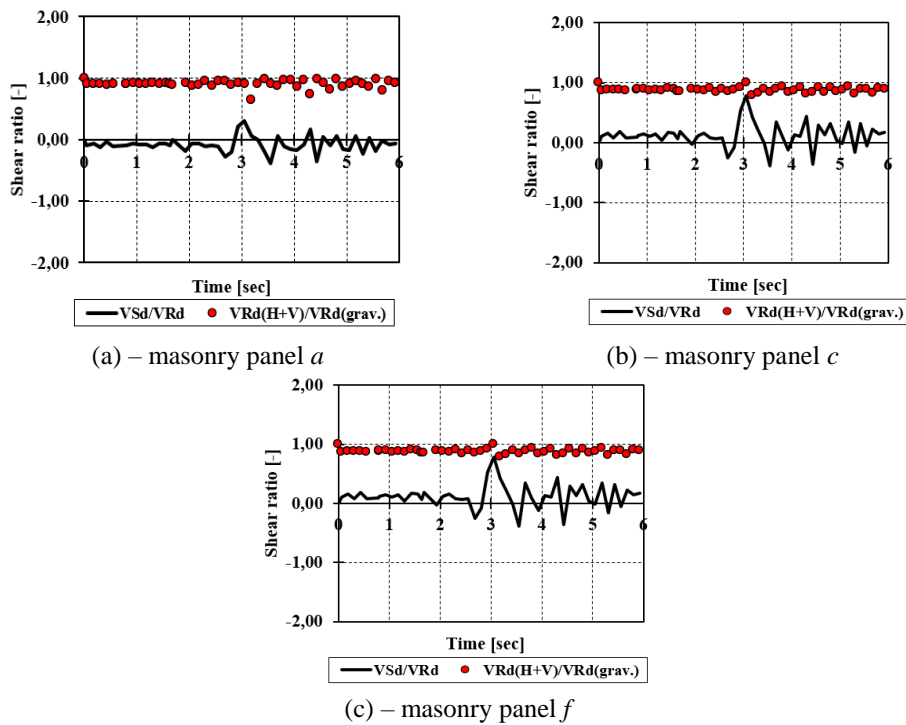 2,00
1,00
0,00
-1,00
-2,00
Shear ratio [-]
0 1 2 3 4 5 6
Time [sec]
VSd/VRd VRd(H+V)/VRd(grav.)
(a) – masonry panel a
2,00
1,00
0,00
-1,00
-2,00
Shear ratio [-]
0 1 2 3 4 5 6
Time [sec]
VSd/VRd VRd(H+V)/VRd(grav.)
(b) – masonry panel c
2,00
1,00
0,00
-1,00
-2,00
Shear ratio [-]
0 1 2 3 4 5 6
Time [sec]
VSd/VRd VRd(H+V)/VRd(grav.)
(c) – masonry panel f